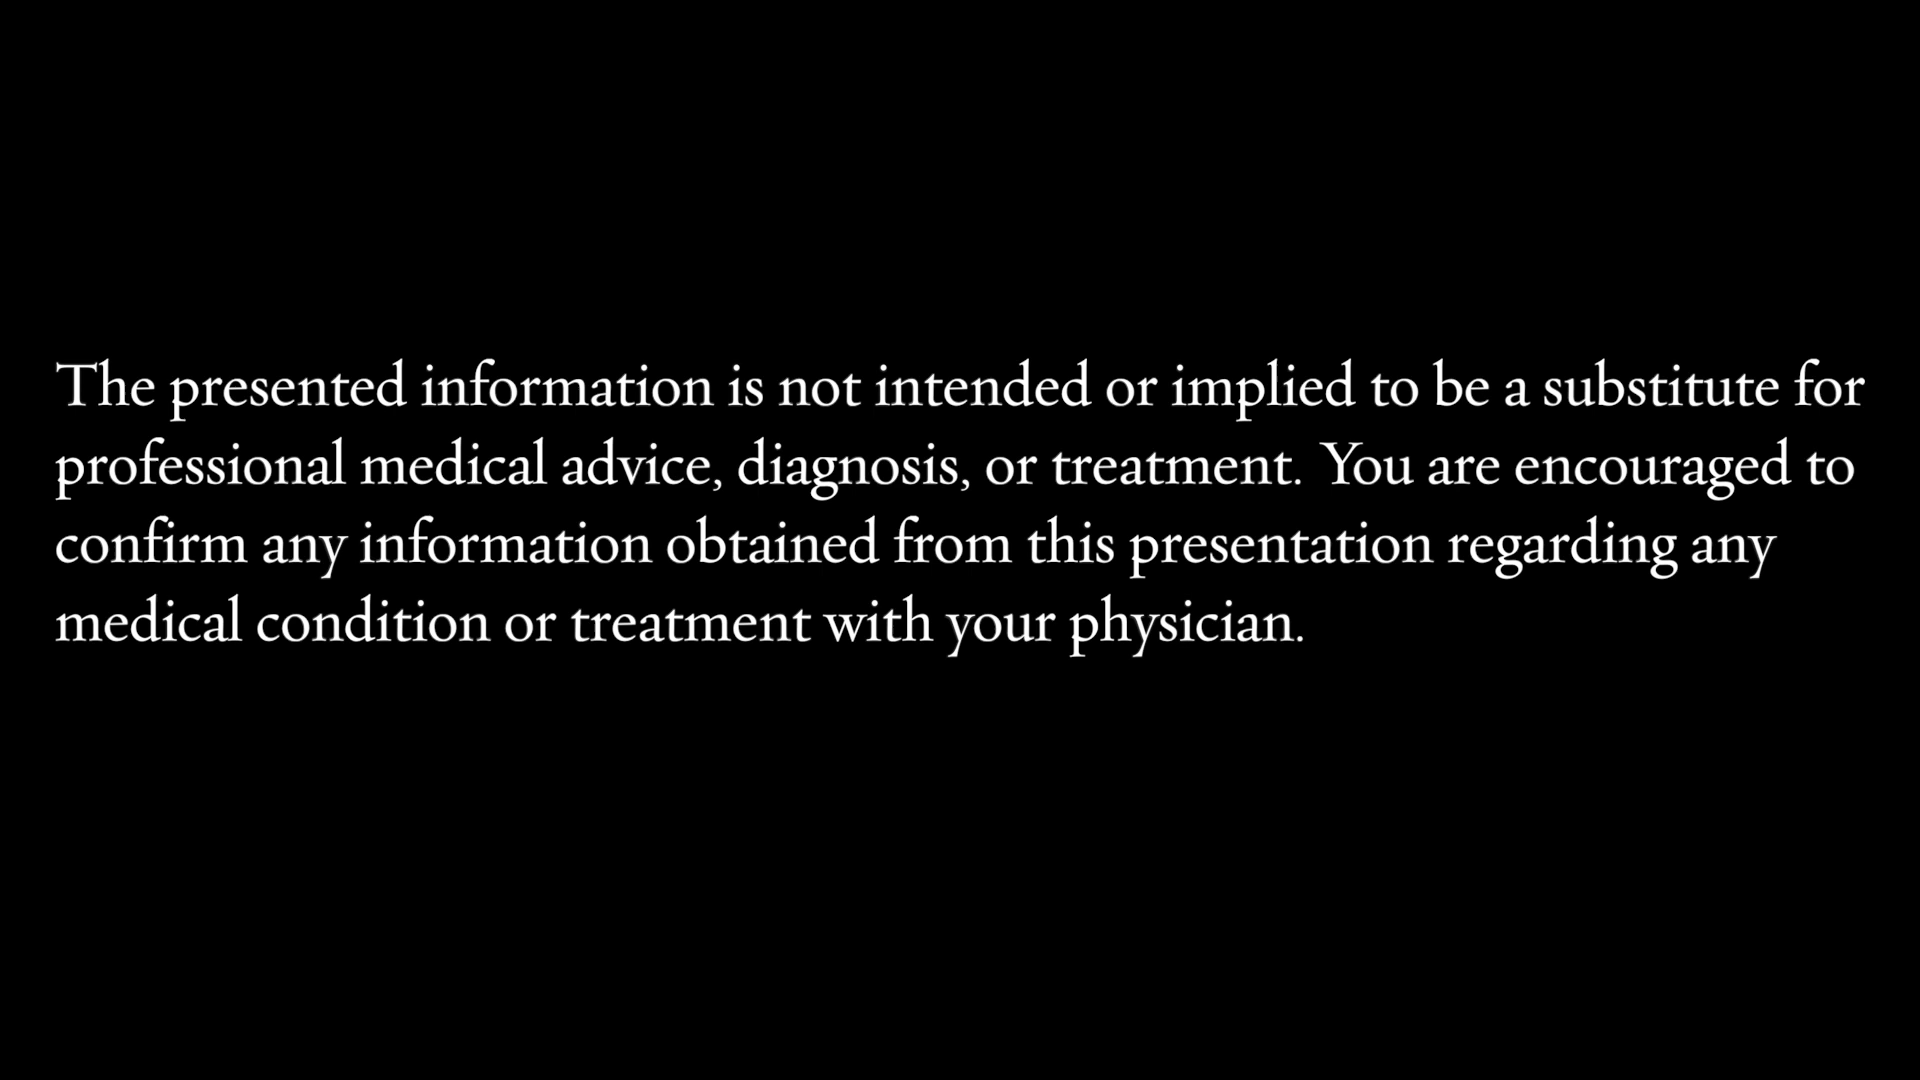 The presented information is not intended or implied to be a substitute for
professional medical advice, diagnosis, or treatment. You are encouraged to
confirm any information obtained from this presentation regarding any
medical condition or treatment with your physician.